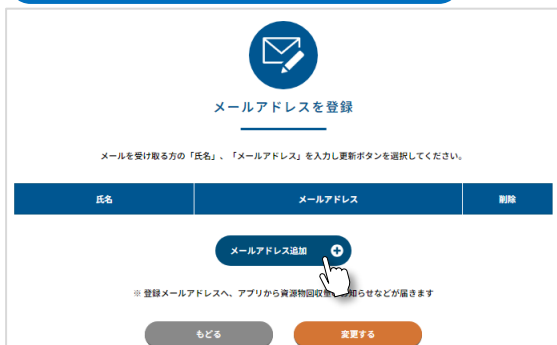 メールアドレスを登録
メールを受け取る方の「氏名」、「メールアドレス」を入力し更新ボタンを選択してください。
氏名 メールアドレス 削除
メールアドレス追加
※ 登録メールアドレスへ、アプリから資源物回収量 知らせなどが届きます
もどる 変更する